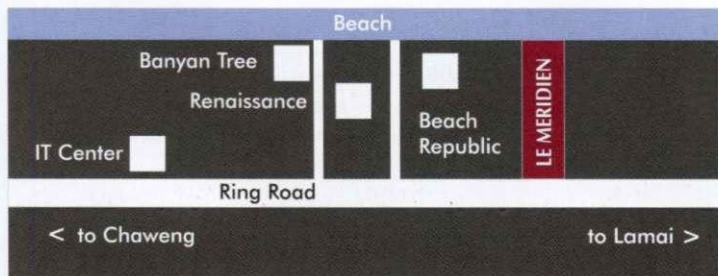 Beach
Banyan Tree
Renaissance
Beach
Republic
LE MERIDIEN
IT Center
Ring Road
< to Chaweng
to Lamai >